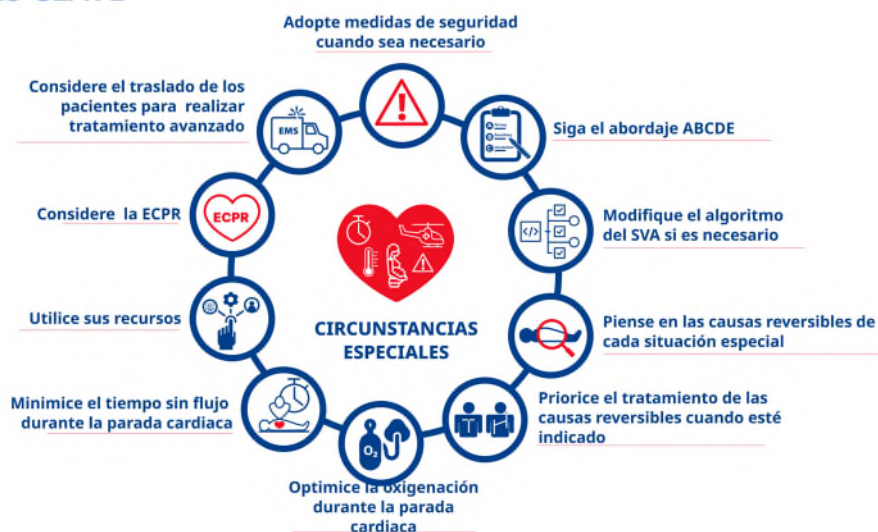 Adopte medidas de seguridad
cuando sea necesario
Siga el abordaje ABCDE
Modifique el algoritmo
del SVA si es necesario
Piense en las causas reversibles de
cada situación especial
Priorice el tratamiento de las
causas reversibles cuando esté
indicado
Optimice la oxigenación
durante la parada
cardiaca
O₂
Minimice el tiempo sin flujo
durante la parada cardiaca
Utilice sus recursos
Considere la ECPR
ECPR
Considere el traslado de los
pacientes para realizar
tratamiento avanzado
EMS
</>
CIRCUNSTANCIAS
ESPECIALES